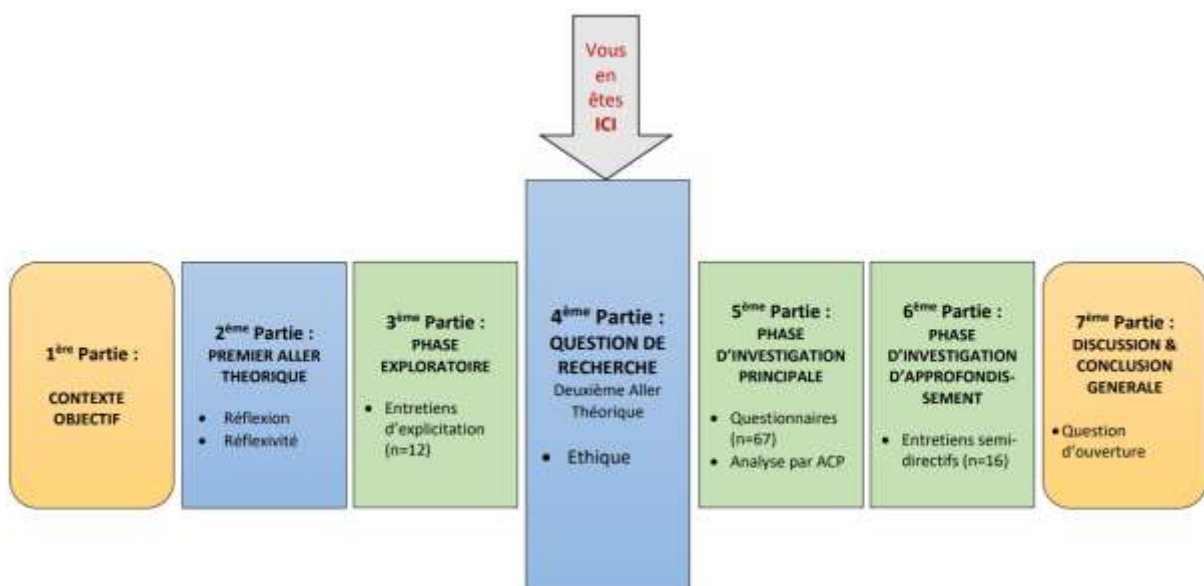 Vous
en
êtes
ICI
1ère Partie :
CONTEXTE
OBJECTIF
2ème Partie :
PREMIER ALLER
THEORIQUE
• Réflexion
• Réflexivité
3ème Partie :
PHASE
EXPLORATOIRE
• Entretiens
d'explicitation
(n=12)
4ème Partie :
QUESTION DE
RECHERCHE
Deuxième Aller
Théorique
• Ethique
5ème Partie :
PHASE
D'INVESTIGATION
PRINCIPALE
• Questionnaires
(n=67)
• Analyse par ACP
6ème Partie :
PHASE
D'INVESTIGATION
D'APPROFONDIS-
SEMENT
• Entretiens semi-
directifs (n=16)
7ème Partie :
DISCUSSION &
CONCLUSION
GENERALE
• Question
d'ouverture